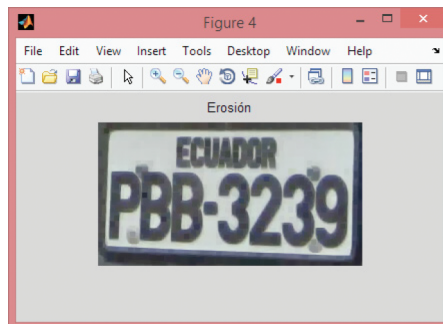 Figure 4
File Edit View Insert Tools Desktop Window Help
Erosión
ECUADOR
PBB-3239